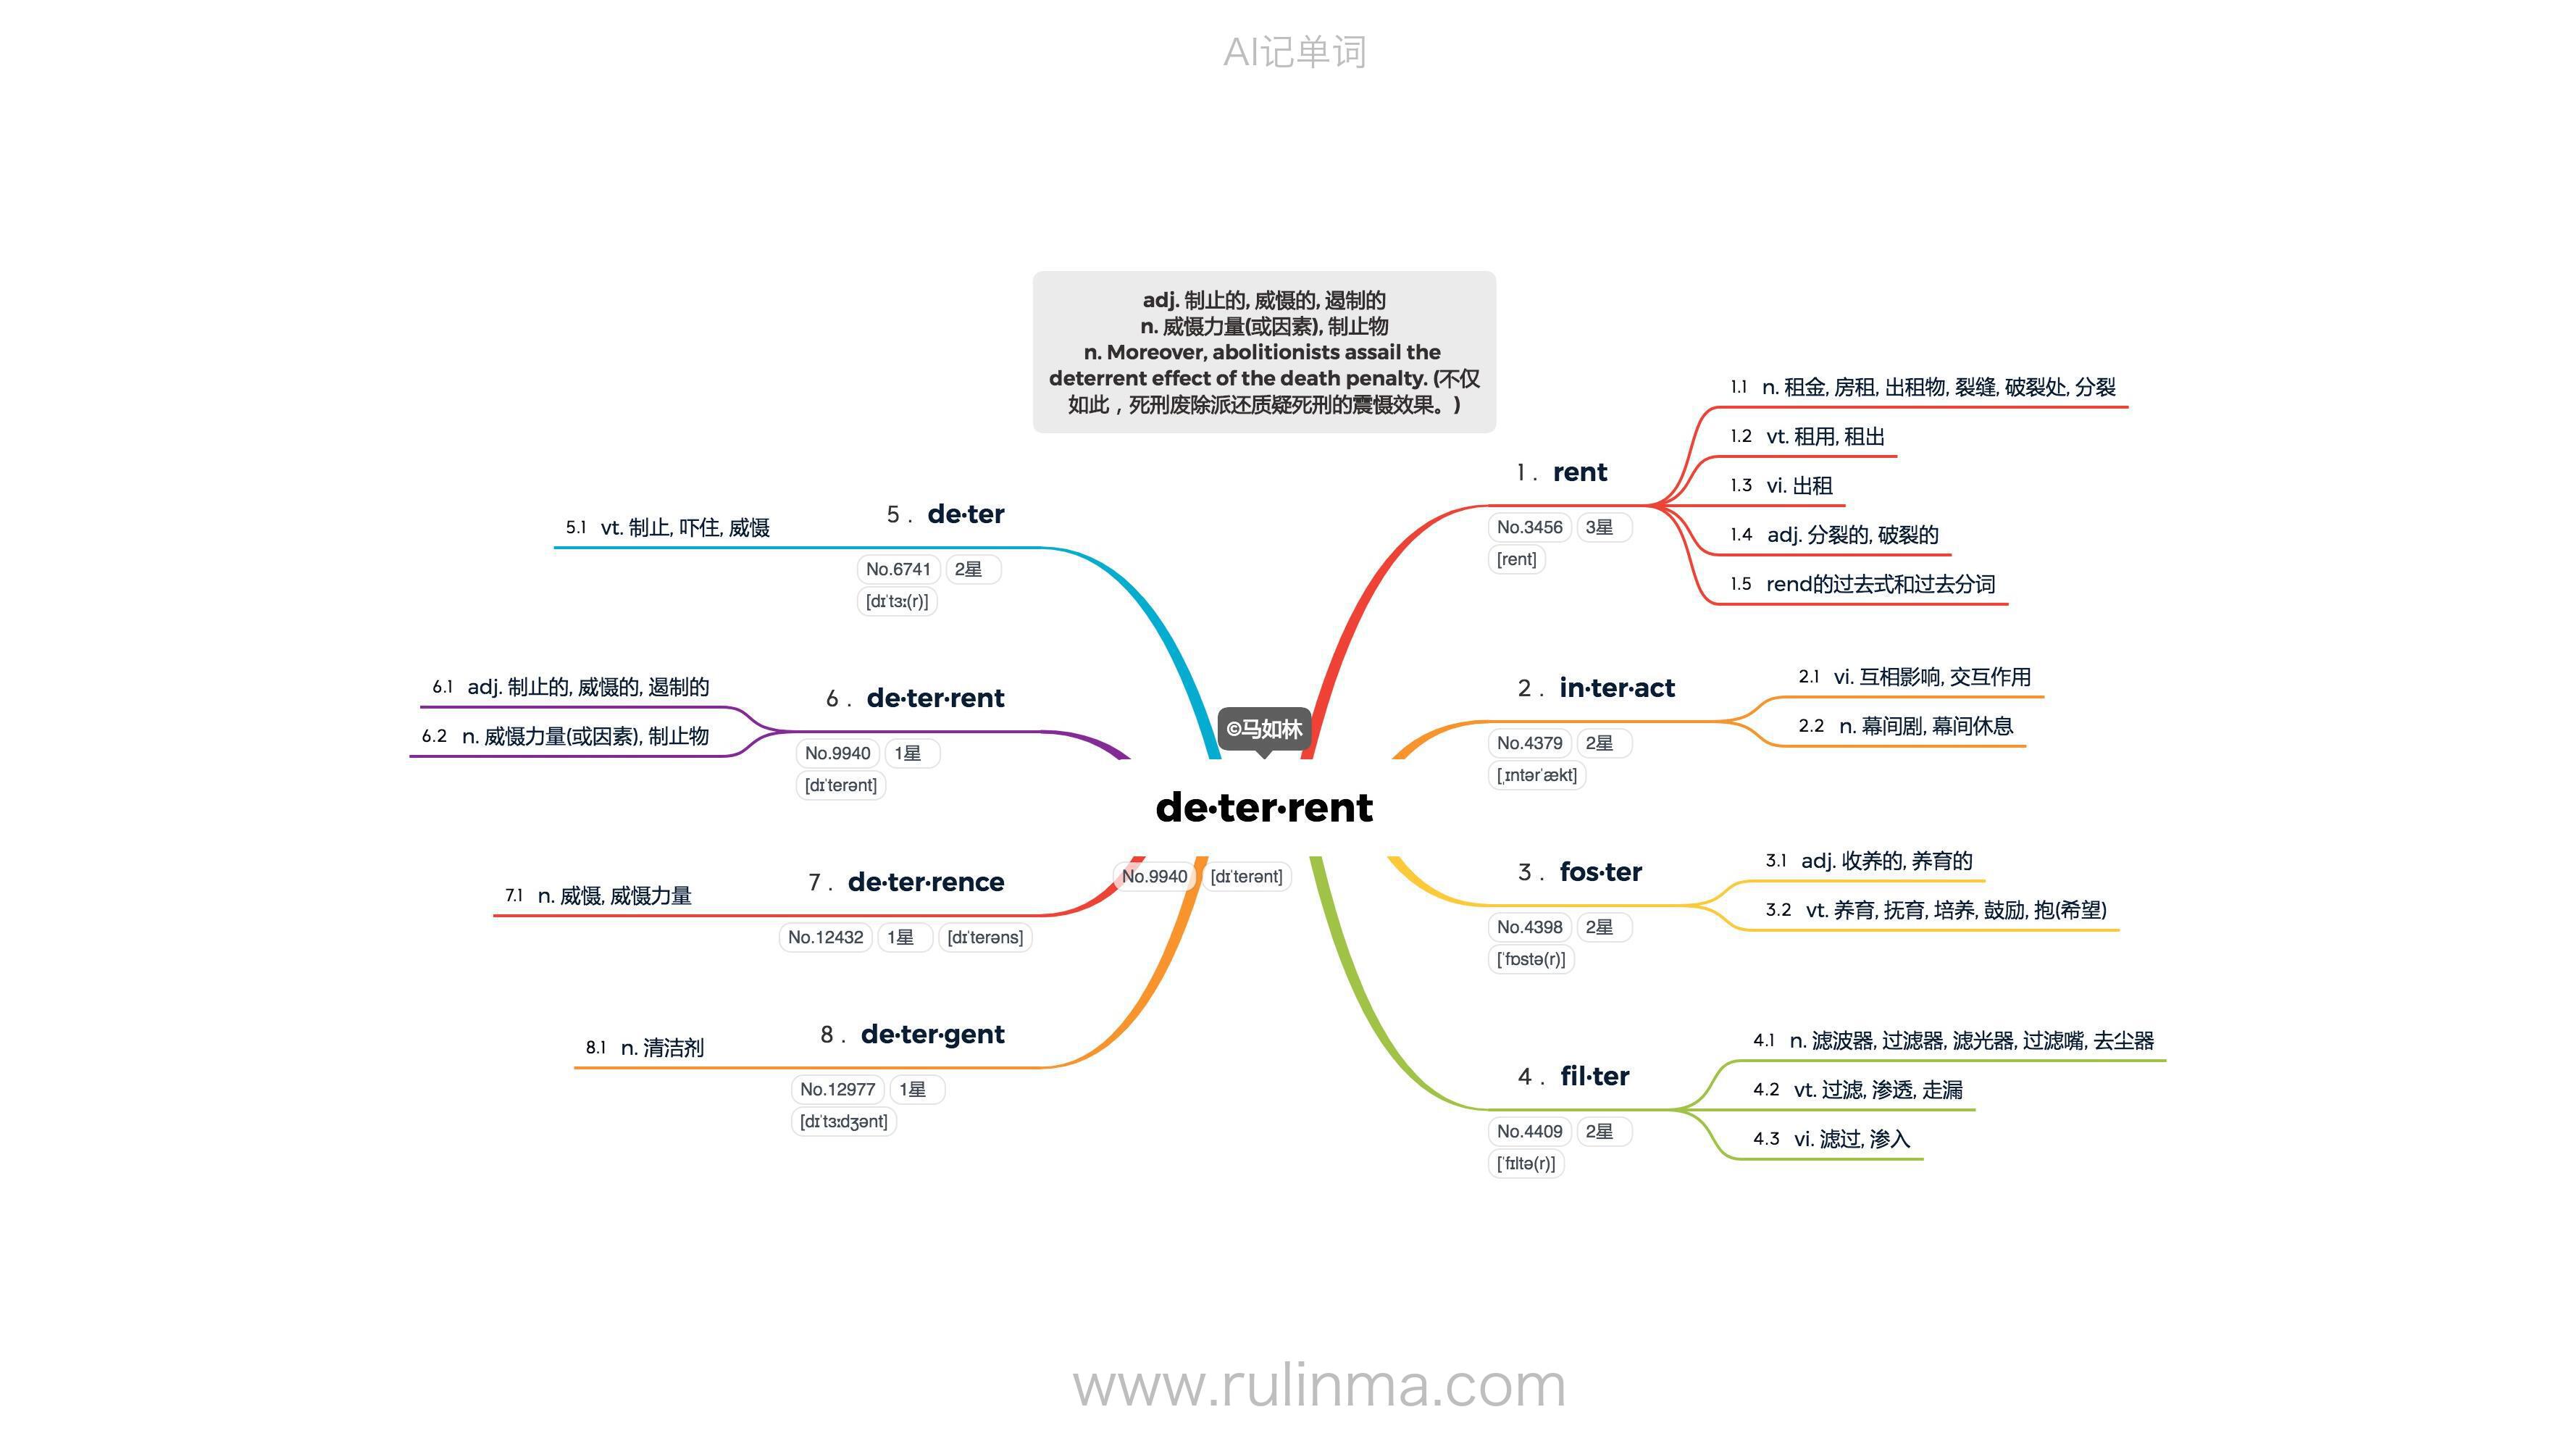 AI记单词
adj. 制止的, 威慑的, 遏制的
n. 威慑力量(或因素), 制止物
n. Moreover, abolitionists assail the
deterrent effect of the death penalty. (不仅
如此，死刑废除派还质疑死刑的震慑效果。)
©马如林
de·ter·rent
No.9940 [dɪˈterənt]
1 . rent
No.3456 3星
[rent]
1.1 n. 租金, 房租, 出租物, 裂缝, 破裂处, 分裂
1.2 vt. 租用, 租出
1.3 vi. 出租
1.4 adj. 分裂的, 破裂的
1.5 rend的过去式和过去分词
2 . in·ter·act
No.4379 2星
[ˌɪntərˈækt]
2.1 vi. 互相影响, 交互作用
2.2 n. 幕间剧, 幕间休息
3 . fos·ter
No.4398 2星
[ˈfɒstə(r)]
3.1 adj. 收养的, 养育的
3.2 vt. 养育, 抚育, 培养, 鼓励, 抱(希望)
4 . fil·ter
No.4409 2星
[ˈfɪltə(r)]
4.1 n. 滤波器, 过滤器, 滤光器, 过滤嘴, 去尘器
4.2 vt. 过滤, 渗透, 走漏
4.3 vi. 滤过, 渗入
5 . de·ter
No.6741 2星
[dɪˈtɜː(r)]
5.1 vt. 制止, 吓住, 威慑
6 . de·ter·rent
No.9940 1星
[dɪˈterənt]
6.1 adj. 制止的, 威慑的, 遏制的
6.2 n. 威慑力量(或因素), 制止物
7 . de·ter·rence
No.12432 1星 [dɪˈterəns]
7.1 n. 威慑, 威慑力量
8 . de·ter·gent
No.12977 1星
[dɪˈtɜːdʒənt]
8.1 n. 清洁剂
www.rulinma.com